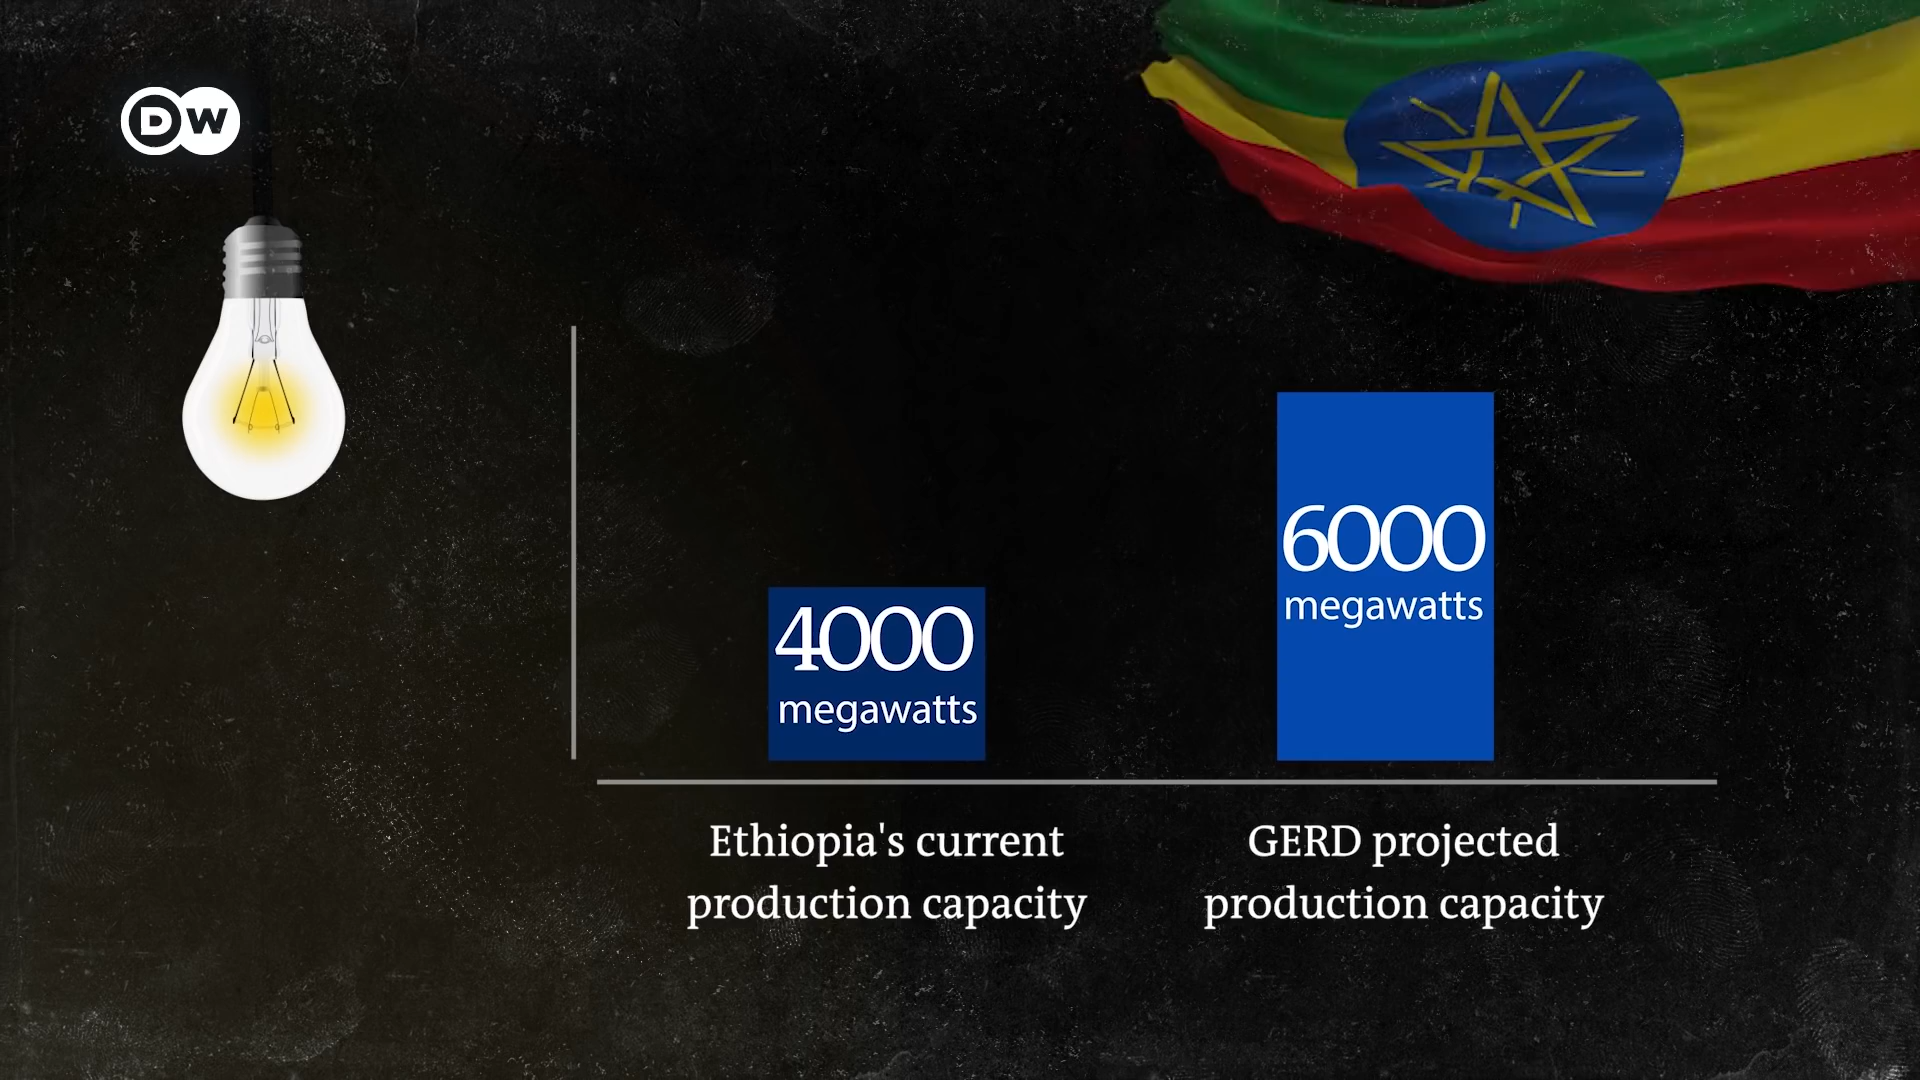 DW
4000
megawatts
6000
megawatts
Ethiopia's current
production capacity
GERD projected
production capacity